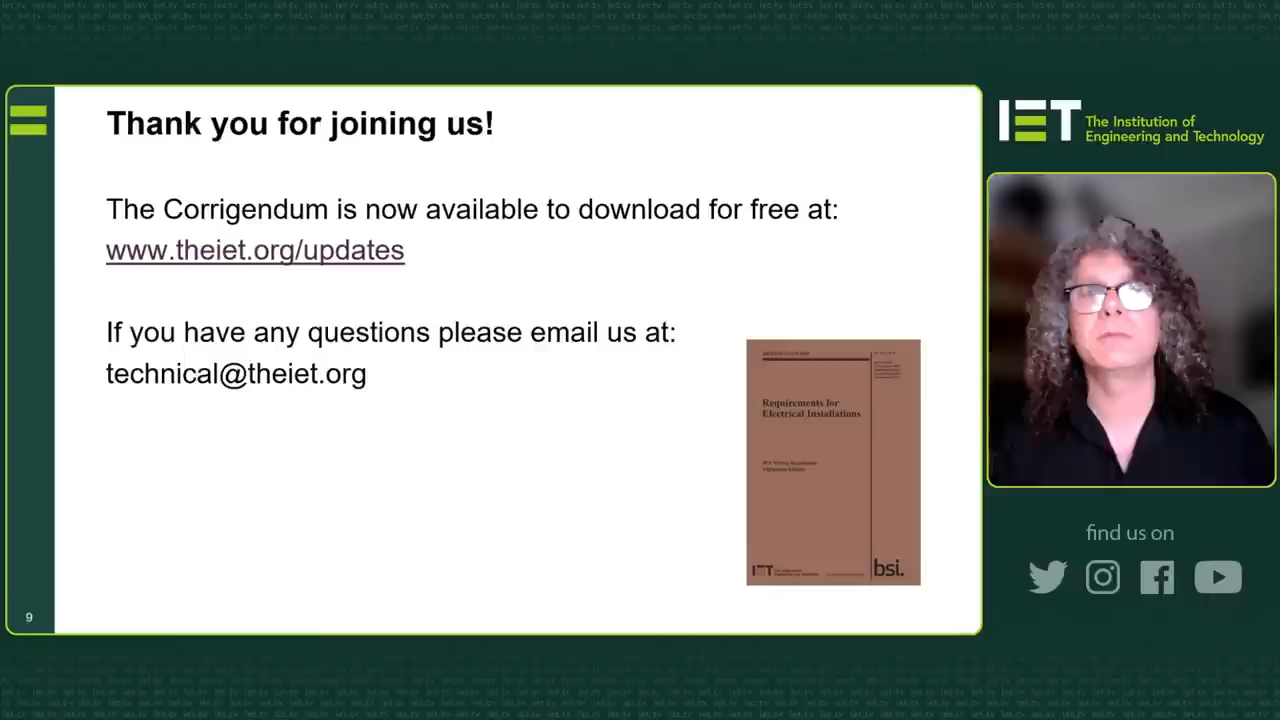 Thank you for joining us!
The Corrigendum is now available to download for free at:
www.theiet.org/updates
If you have any questions please email us at:
technical@theiet.org
Requirements for
Electrical Installations
IET
bsi.
9
IET
The Institution of
Engineering and Technology
find us on